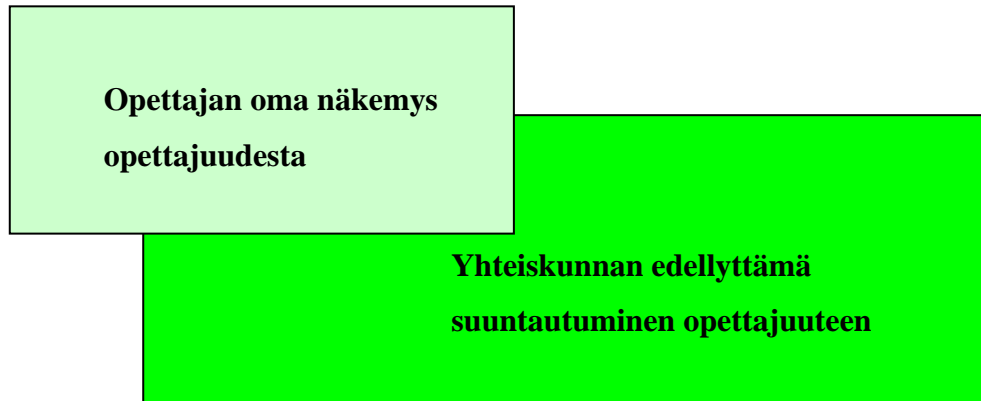 Opettajan oma näkemys
opettajuudesta
Yhteiskunnan edellyttämä
suuntautuminen opettajuuteen